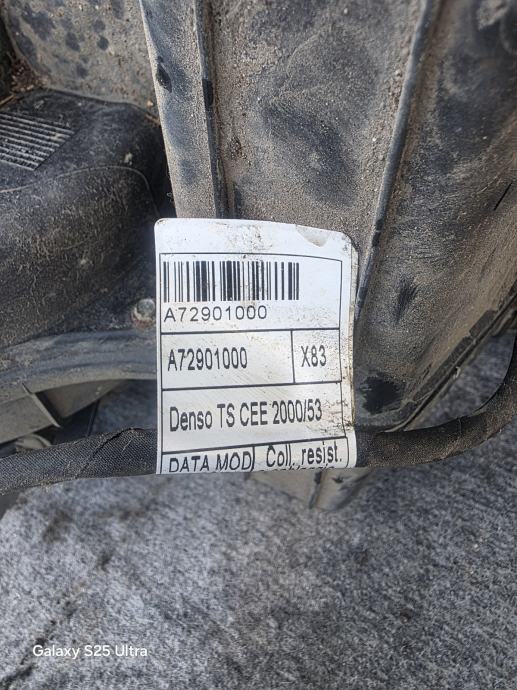 A72901000
A72901000 X83
Denso TS CEE 2000/53
DATA MOD. Coll. resist.
Galaxy S25 Ultra